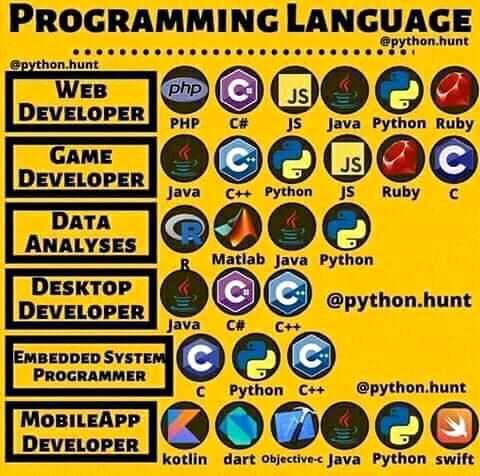 PROGRAMMING LANGUAGE
@python.hunt
@python.hunt
WEB
DEVELOPER
php
JS
PHP C# JS Java Python Ruby
GAME
DEVELOPER
JS
C
Java C++ Python JS Ruby C
DATA
ANALYSES
R
R Matlab Java Python
DESKTOP
DEVELOPER
C#
C++
@python.hunt
Java C# C++
EMBEDDED SYSTEM
PROGRAMMER
C
C++
C Python C++
@python.hunt
MOBILEAPP
DEVELOPER
kotlin dart Objective-c Java Python swift